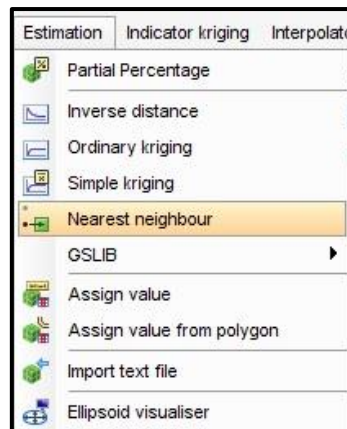 Estimation Indicator kriging Interpolat
Partial Percentage
Inverse distance
Ordinary kriging
Simple kriging
Nearest neighbour
GSLIB
Assign value
Assign value from polygon
Import text file
Ellipsoid visualiser